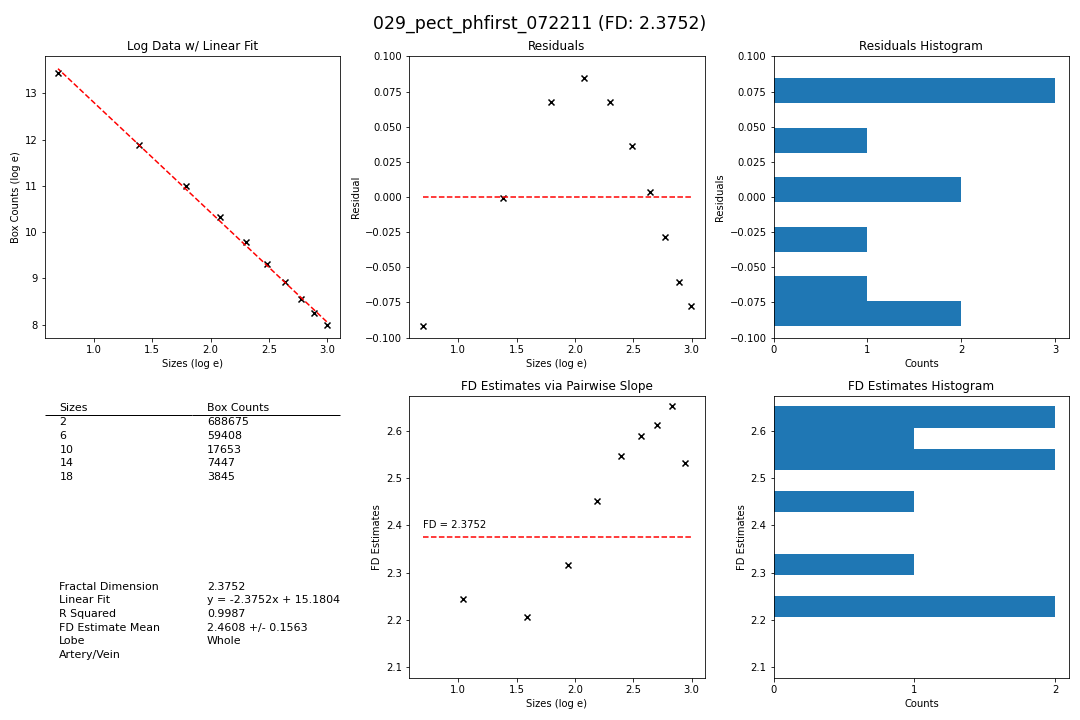 029_pect_phfirst_072211 (FD: 2.3752)
Log Data w/ Linear Fit
Box Counts (log e)
13
12
11
10
9
8
1.0 1.5 2.0 2.5 3.0
Sizes (log e)
Residuals
Residual
0.100
0.075
0.050
0.025
0.000
−0.025
−0.050
−0.075
−0.100
1.0 1.5 2.0 2.5 3.0
Sizes (log e)
Residuals Histogram
Residuals
0.100
0.075
0.050
0.025
0.000
−0.025
−0.050
−0.075
−0.100
0 1 2 3
Counts
Sizes Box Counts
2 688675
6 59408
10 17653
14 7447
18 3845
Fractal Dimension 2.3752
Linear Fit y = -2.3752x + 15.1804
R Squared 0.9987
FD Estimate Mean 2.4608 +/- 0.1563
Lobe Whole
Artery/Vein
FD Estimates via Pairwise Slope
FD Estimates
2.6
2.5
2.4
2.3
2.2
2.1
FD = 2.3752
1.0 1.5 2.0 2.5 3.0
Sizes (log e)
FD Estimates Histogram
FD Estimates
2.6
2.5
2.4
2.3
2.2
2.1
0 1 2
Counts